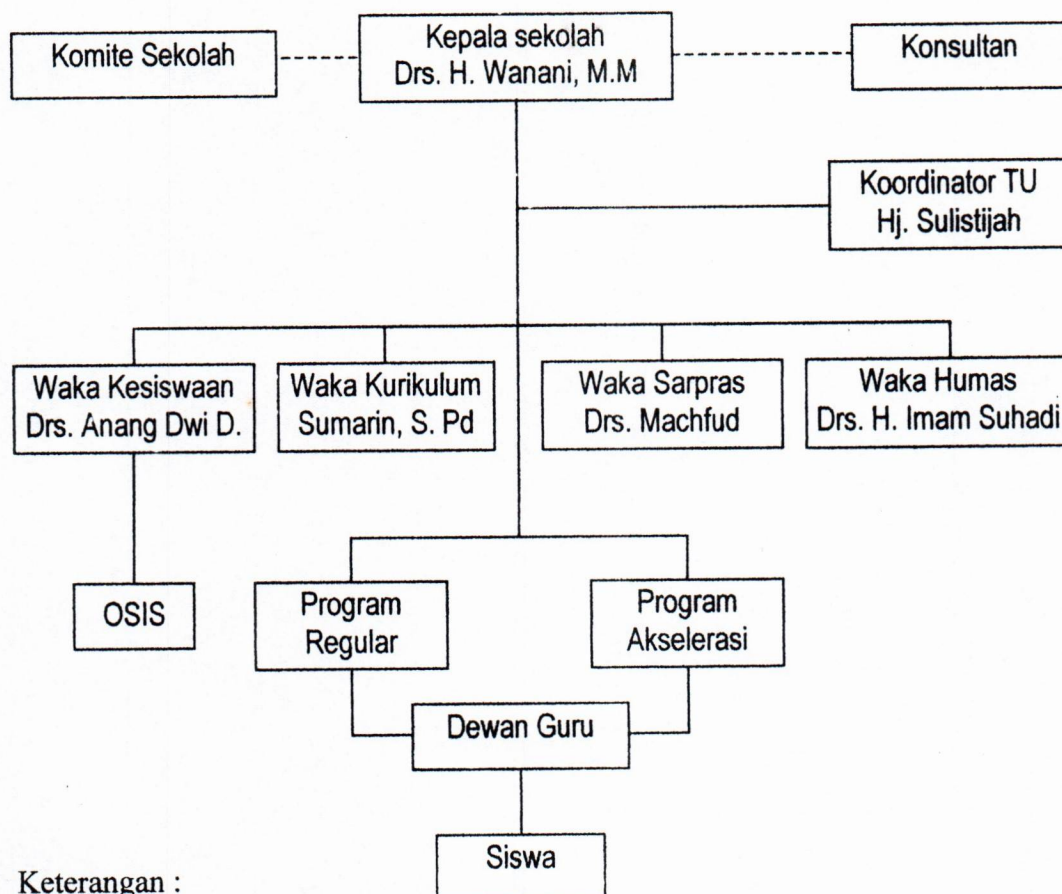 Komite Sekolah
Kepala sekolah
Drs. H. Wanani, M.M
Konsultan
Koordinator TU
Hj. Sulistijah
Waka Kesiswaan
Drs. Anang Dwi D.
Waka Kurikulum
Sumarin, S. Pd
Waka Sarpras
Drs. Machfud
Waka Humas
Drs. H. Imam Suhadi
OSIS
Program
Regular
Program
Akselerasi
Dewan Guru
Siswa
Keterangan :